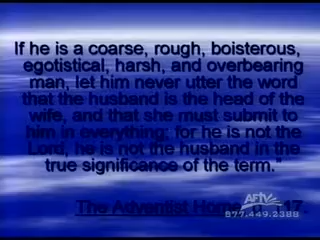 If he is a coarse, rough, boisterous,
egotistical, harsh, and overbearing
man, let him never utter the word
that the husband is the head of the
wife, and that she must submit to
him in everything: for he is not the
Lord, he is not the husband in the
true significance of the term."
The Adventist Home, 117.
AFTV
877.449.2388